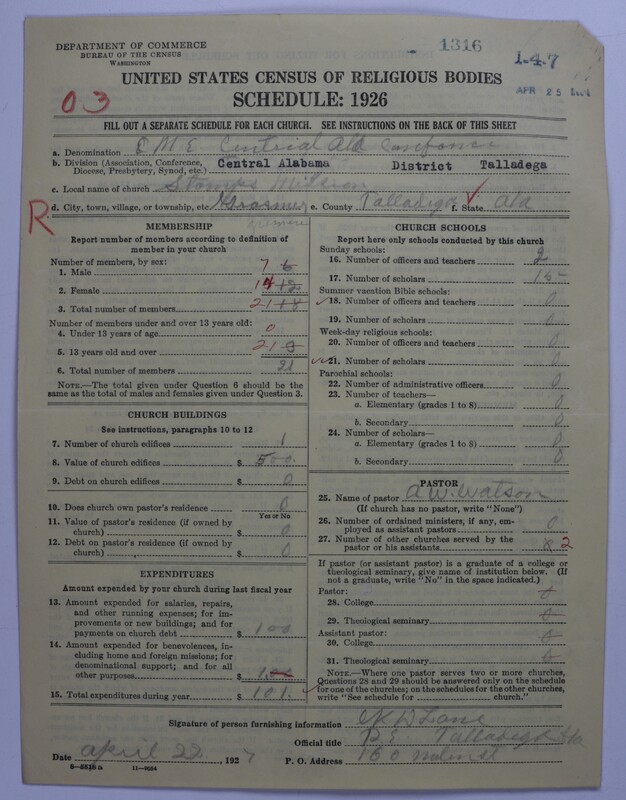 DEPARTMENT OF COMMERCE
BUREAU OF THE CENSUS
WASHINGTON
1316
1.4.7
APR 25
UNITED STATES CENSUS OF RELIGIOUS BODIES
SCHEDULE: 1926
03
FILL OUT A SEPARATE SCHEDULE FOR EACH CHURCH. SEE INSTRUCTIONS ON THE BACK OF THIS SHEET
a. Denomination C M E Central Ala Conference
b. Division (Association, Conference, Diocese, Presbytery, Synod, etc.) Central Alabama District Talladega
c. Local name of church
d. City, town, village, or township, etc. e. County Talladega f. State Ala
R
MEMBERSHIP
Report number of members according to definition of member in your church
Number of members, by sex:
1. Male 7 6
2. Female 14 12
3. Total number of members 21 18
Number of members under and over 13 years old:
4. Under 13 years of age 0
5. 13 years old and over 21 3
6. Total number of members 21
NOTE.—The total given under Question 6 should be the same as the total of males and females given under Question 3.
CHURCH BUILDINGS
See instructions, paragraphs 10 to 12
7. Number of church edifices 1
8. Value of church edifices $ 500
9. Debt on church edifices $ 0
10. Does church own pastor's residence 0
Yes or No
11. Value of pastor's residence (if owned by church) $ 0
12. Debt on pastor's residence (if owned by church) $ 0
EXPENDITURES
Amount expended by your church during last fiscal year
13. Amount expended for salaries, repairs, and other running expenses; for improvements or new buildings; and for payments on church debt $ 100
14. Amount expended for benevolences, including home and foreign missions; for denominational support; and for all other purposes $ 1.00
15. Total expenditures during year $ 101.
CHURCH SCHOOLS
Report here only schools conducted by this church
Sunday schools:
16. Number of officers and teachers 2
17. Number of scholars 15
Summer vacation Bible schools:
18. Number of officers and teachers 0
19. Number of scholars 0
Week-day religious schools:
20. Number of officers and teachers 0
21. Number of scholars 0
Parochial schools:
22. Number of administrative officers 0
23. Number of teachers—
a. Elementary (grades 1 to 8) 0
b. Secondary 0
24. Number of scholars—
a. Elementary (grades 1 to 8) 0
b. Secondary 0
PASTOR
25. Name of pastor A W Watson
(If church has no pastor, write "None")
26. Number of ordained ministers, if any, employed as assistant pastors 0
27. Number of other churches served by the pastor or his assistants 2
If pastor (or assistant pastor) is a graduate of a college or theological seminary, give name of institution below. (If not a graduate, write "No" in the space indicated.)
Pastor:
28. College 0
29. Theological seminary 0
Assistant pastor:
30. College 0
31. Theological seminary 0
NOTE.—Where one pastor serves two or more churches, Questions 28 and 29 should be answered only on the schedule for one of the churches; on the schedules for the other churches, write "See schedule for ........ church."
Signature of person furnishing information
Official title P.E. Talladega Ala
Date April 22, 1927 P. O. Address 160
8—5516 a 11—9034